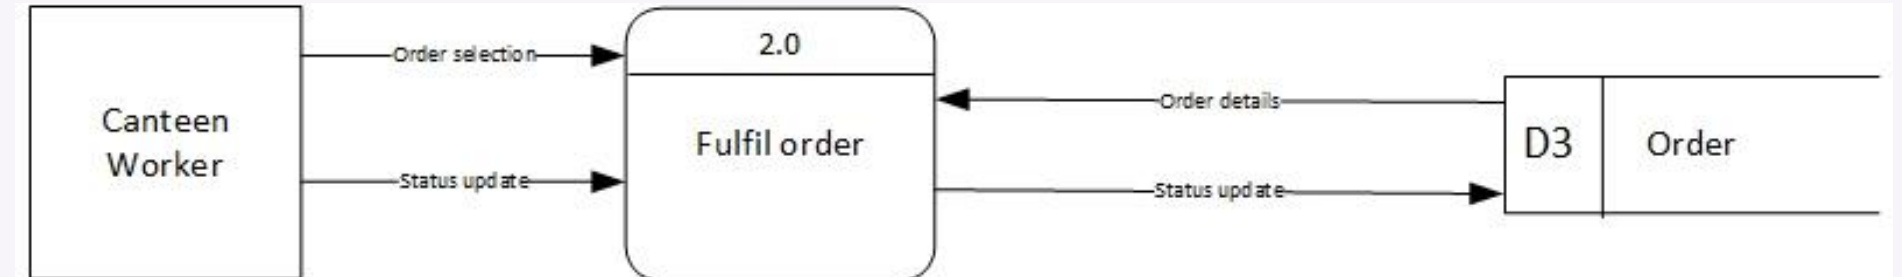 Canteen
Worker
Order selection
Status update
2.0
Fulfil order
Order details
Status update
D3
Order